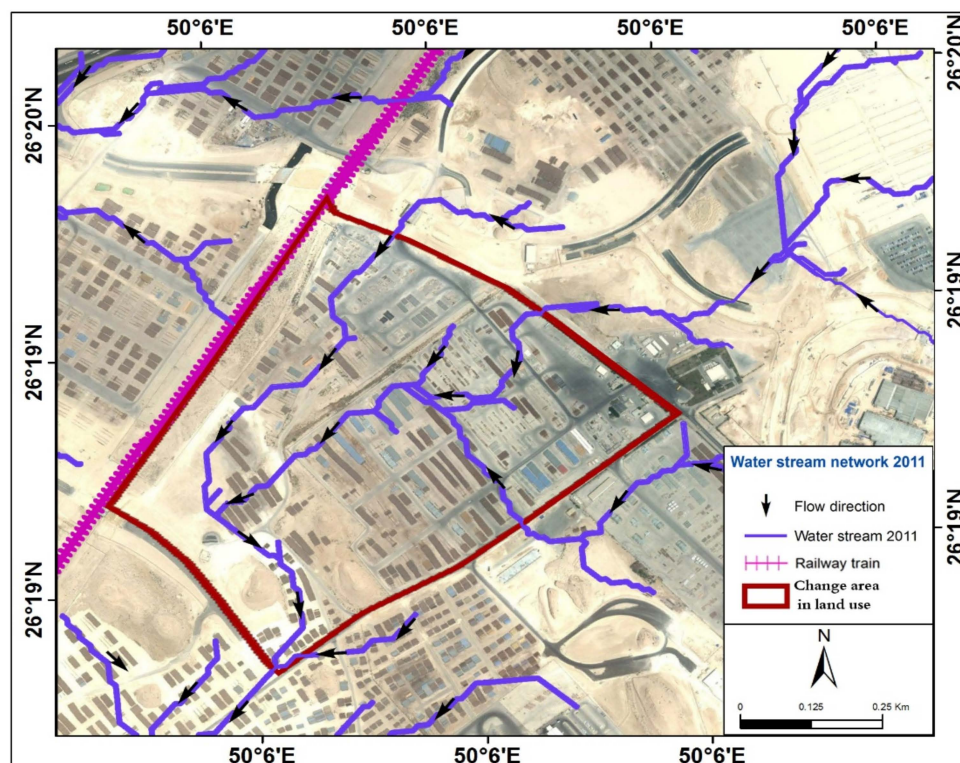 50°6'E 50°6'E 50°6'E 50°6'E
26°20'N
26°20'N
26°19'N
26°19'N
26°19'N
26°19'N
Water stream network 2011
Flow direction
Water stream 2011
Railway train
Change area
in land use
N
0 0.125 0.25 Km
50°6'E 50°6'E 50°6'E